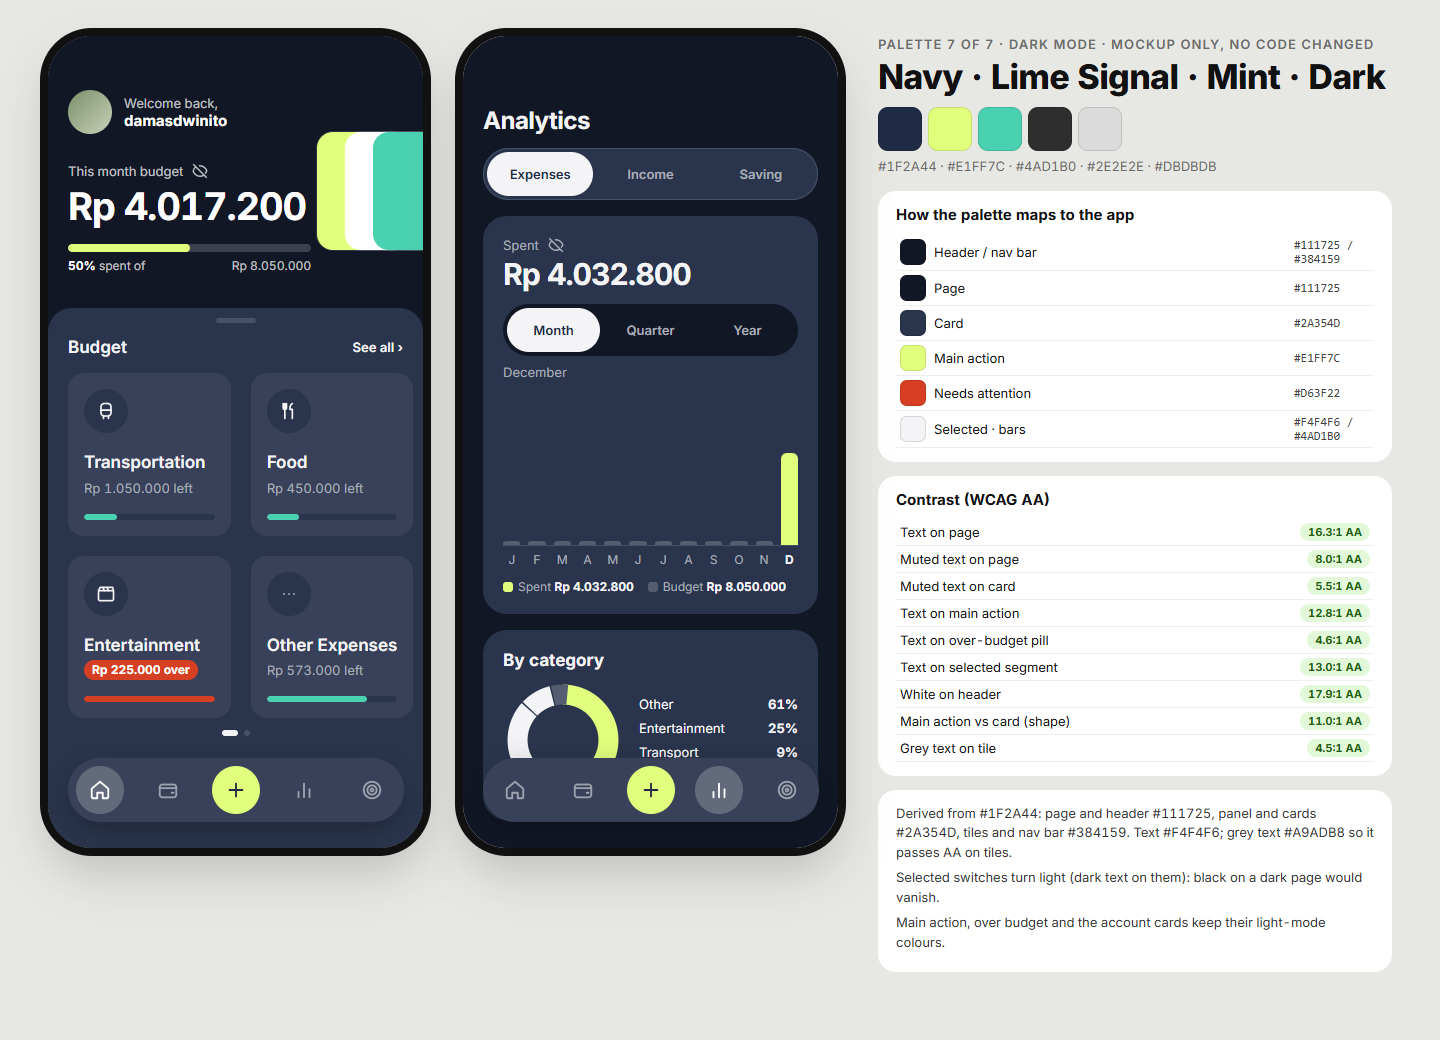 Welcome back,
damasdwinito
This month budget
Rp 4.017.200
50% spent of
Rp 8.050.000
Budget
See all ›
Transportation
Rp 1.050.000 left
Food
Rp 450.000 left
Entertainment
Rp 225.000 over
Other Expenses
Rp 573.000 left
Analytics
Expenses
Income
Saving
Spent
Rp 4.032.800
Month
Quarter
Year
December
J F M A M J J A S O N D
Spent Rp 4.032.800
Budget Rp 8.050.000
By category
Other 61%
Entertainment 25%
Transport 9%
PALETTE 7 OF 7 · DARK MODE · MOCKUP ONLY, NO CODE CHANGED
Navy · Lime Signal · Mint · Dark
#1F2A44 · #E1FF7C · #4AD1B0 · #2E2E2E · #DBDBDB
How the palette maps to the app
Header / nav bar #111725 /
#384159
Page #111725
Card #2A354D
Main action #E1FF7C
Needs attention #D63F22
Selected · bars #F4F4F6 /
#4AD1B0
Contrast (WCAG AA)
Text on page 16.3:1 AA
Muted text on page 8.0:1 AA
Muted text on card 5.5:1 AA
Text on main action 12.8:1 AA
Text on over-budget pill 4.6:1 AA
Text on selected segment 13.0:1 AA
White on header 17.9:1 AA
Main action vs card (shape) 11.0:1 AA
Grey text on tile 4.5:1 AA
Derived from #1F2A44: page and header #111725, panel and cards
#2A354D, tiles and nav bar #384159. Text #F4F4F6; grey text #A9ADB8 so it
passes AA on tiles.
Selected switches turn light (dark text on them): black on a dark page would
vanish.
Main action, over budget and the account cards keep their light-mode
colours.